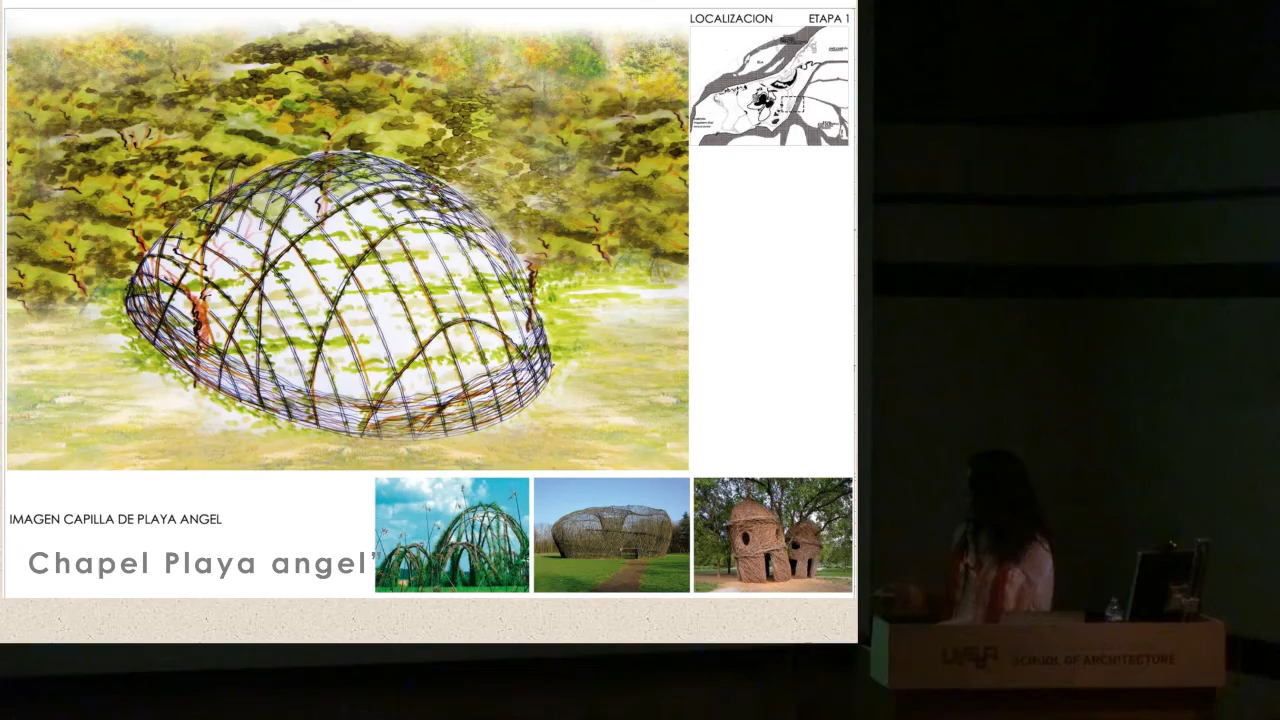 LOCALIZACION ETAPA 1
IMAGEN CAPILLA DE PLAYA ANGEL
Chapel Playa angel”
SCHOOL OF ARCHITECTURE